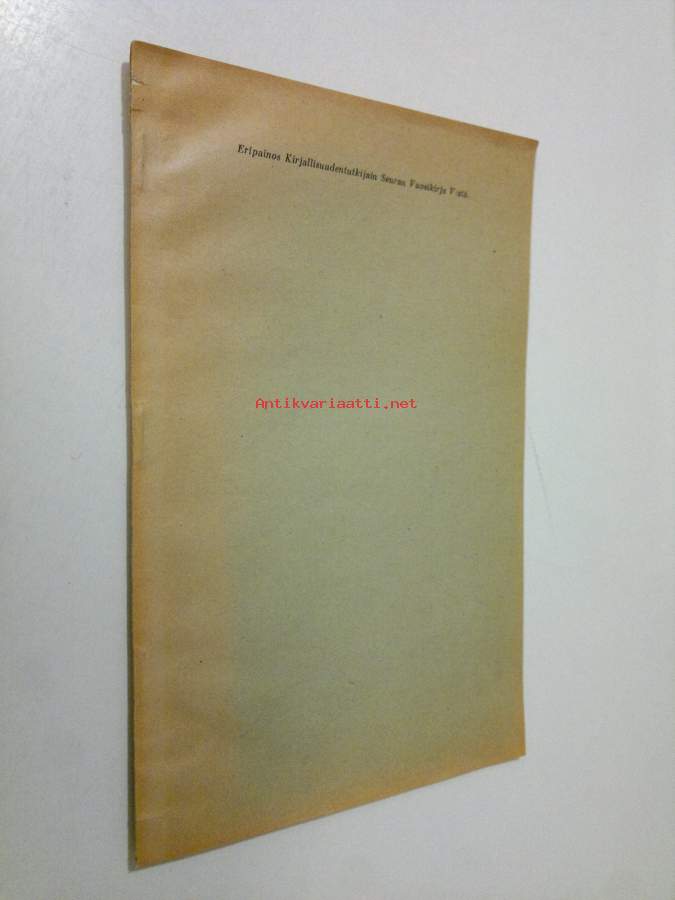 Eripainos Kirjallisuudentutkijain Seuran Vuosikirja V:stä.
Antikvariaatti.net